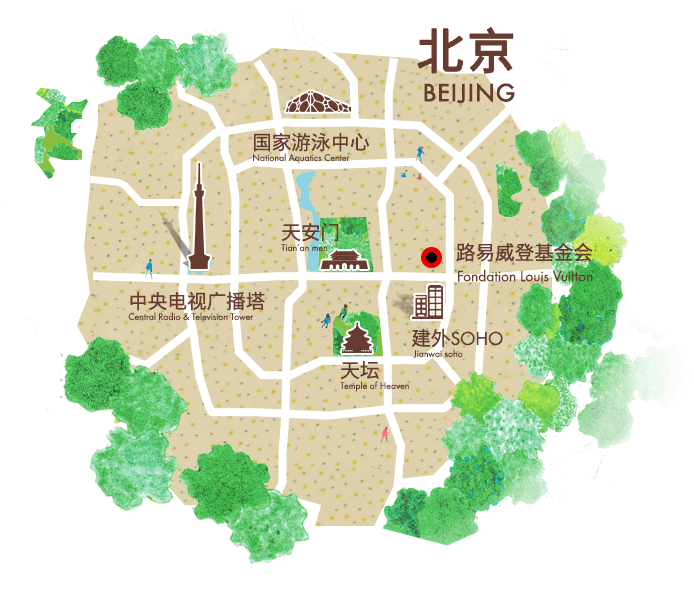 北京
BEIJING
国家游泳中心
National Aquatics Center
天安门
Tian'an men
路易威登基金会
Fondation Louis Vuitton
中央电视广播塔
Central Radio & Television Tower
建外SOHO
Jianwai soho
天坛
Temple of Heaven